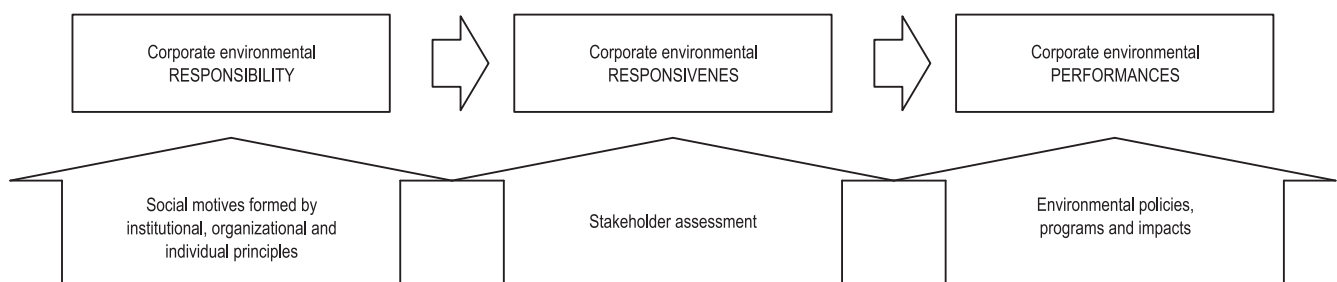 Corporate environmental
RESPONSIBILITY
Corporate environmental
RESPONSIVENES
Corporate environmental
PERFORMANCES
Social motives formed by
institutional, organizational and
individual principles
Stakeholder assessment
Environmental policies,
programs and impacts